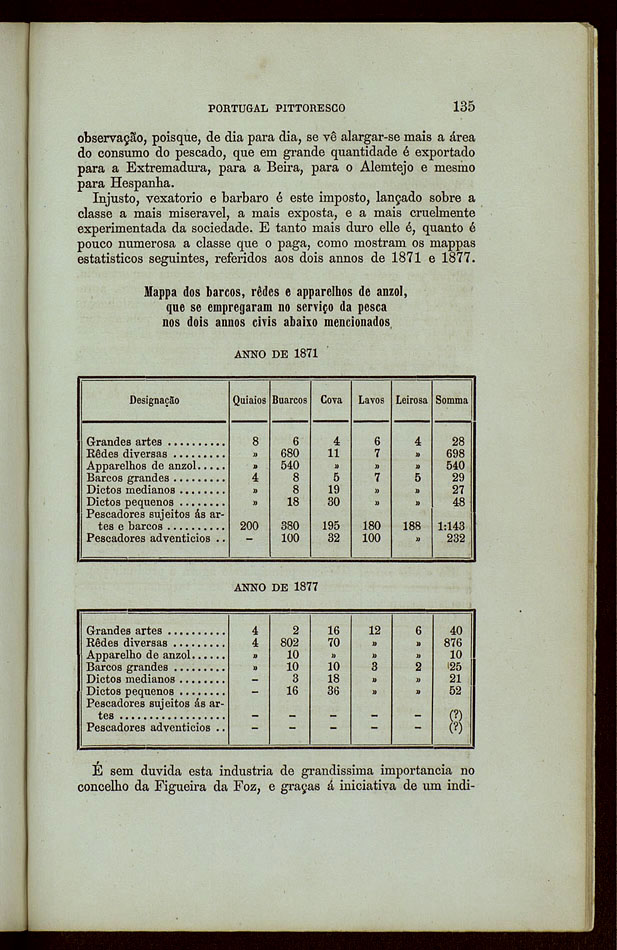 PORTUGAL PITTORESCO 135
observação, poisque, de dia para dia, se vê alargar-se mais a área
do consumo do pescado, que em grande quantidade é exportado
para a Extremadura, para a Beira, para o Alemtejo e mesmo
para Hespanha.
Injusto, vexatorio e barbaro é este imposto, lançado sobre a
classe a mais miseravel, a mais exposta, e a mais cruelmente
experimentada da sociedade. E tanto mais duro elle é, quanto é
pouco numerosa a classe que o paga, como mostram os mappas
estatisticos seguintes, referidos aos dois annos de 1871 e 1877.
Mappa dos barcos, rêdes e apparelhos de anzol,
que se empregaram no serviço da pesca
nos dois annos civis abaixo mencionados
ANNO DE 1871
Designação Quiaios Buarcos Cova Lavos Leirosa Somma
Grandes artes .......... 8 6 4 6 4 28
Rêdes diversas ......... » 680 11 7 » 698
Apparelhos de anzol..... » 540 » » » 540
Barcos grandes ......... 4 8 5 7 5 29
Dictos medianos ........ » 8 19 » » 27
Dictos pequenos ........ » 18 30 » » 48
Pescadores sujeitos ás ar-
tes e barcos .......... 200 380 195 180 188 1:143
Pescadores adventicios .. – 100 32 100 » 232
ANNO DE 1877
Grandes artes .......... 4 2 16 12 6 40
Rêdes diversas ......... 4 802 70 » » 876
Apparelho de anzol...... » 10 » » » 10
Barcos grandes ......... » 10 10 3 2 25
Dictos medianos ........ – 3 18 » » 21
Dictos pequenos ........ – 16 36 » » 52
Pescadores sujeitos ás ar-
tes .................. – – – – – (?)
Pescadores adventicios .. – – – – – (?)
É sem duvida esta industria de grandissima importancia no
concelho da Figueira da Foz, e graças á iniciativa de um indi-